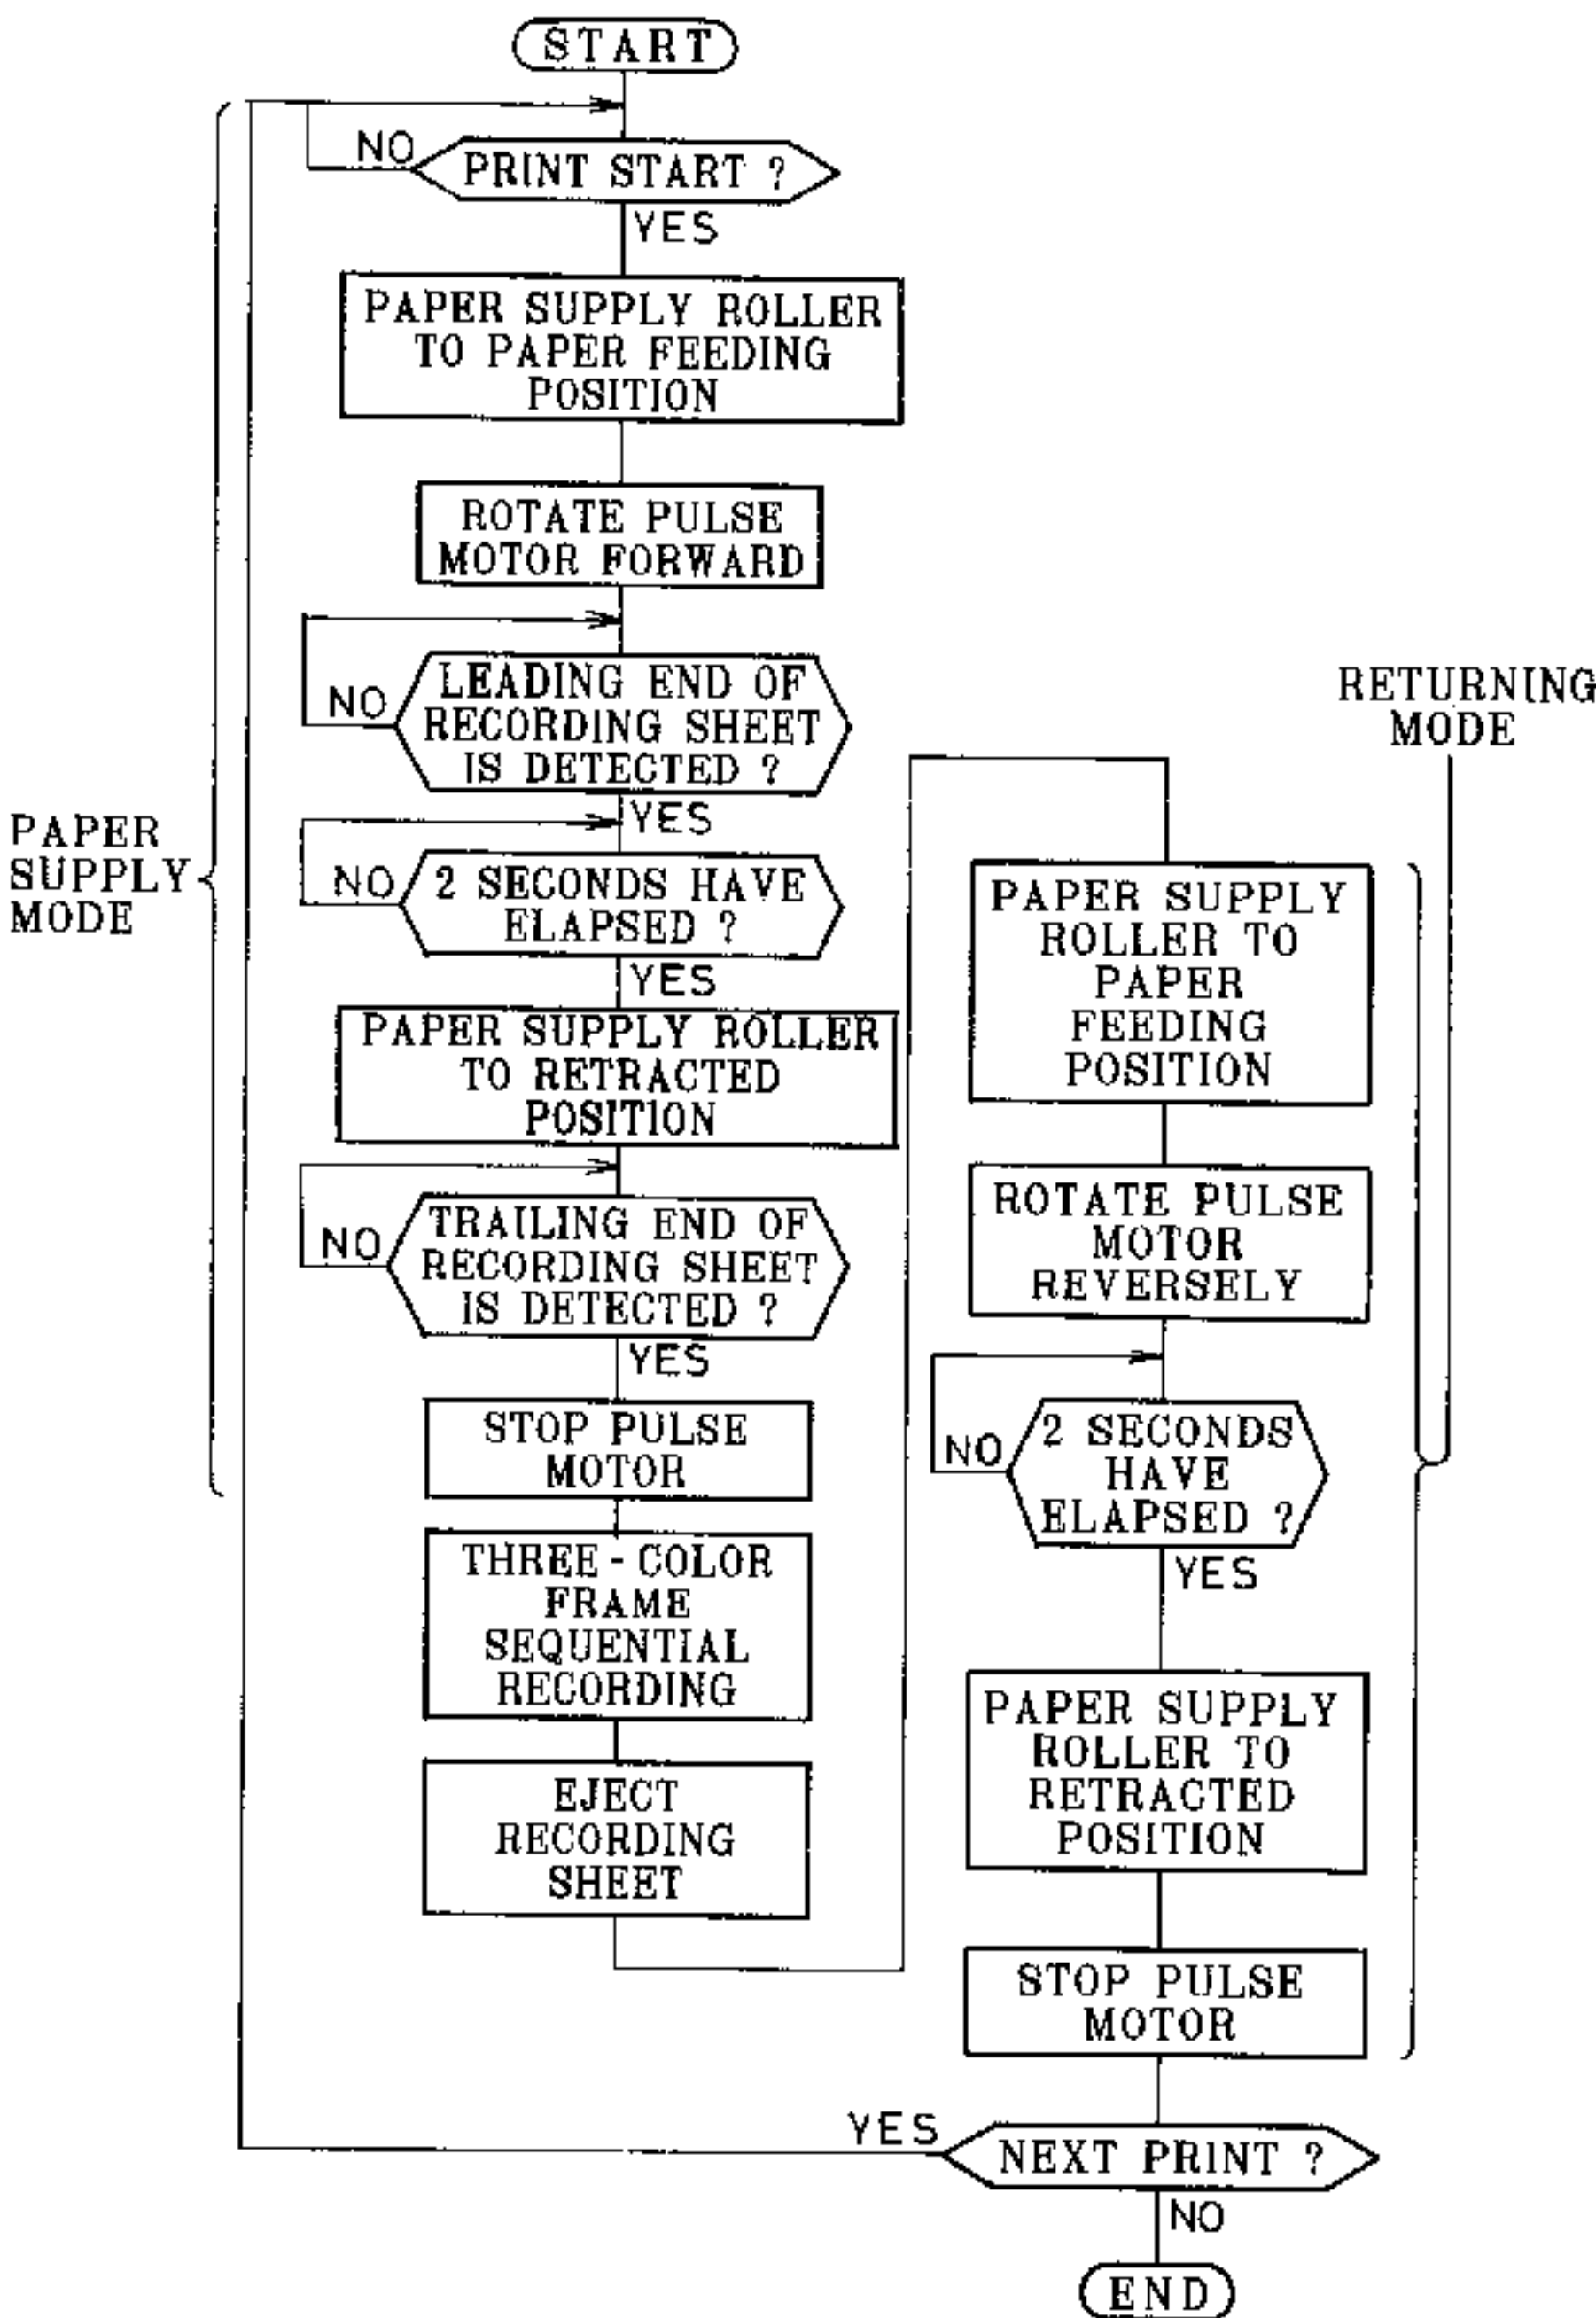 START
NO
PRINT START ?
YES
PAPER SUPPLY ROLLER
TO PAPER FEEDING
POSITION
ROTATE PULSE
MOTOR FORWARD
NO
LEADING END OF
RECORDING SHEET
IS DETECTED ?
YES
NO
2 SECONDS HAVE
ELAPSED ?
YES
PAPER SUPPLY ROLLER
TO RETRACTED
POSITION
NO
TRAILING END OF
RECORDING SHEET
IS DETECTED ?
YES
STOP PULSE
MOTOR
PAPER
SUPPLY
MODE
THREE-COLOR
FRAME
SEQUENTIAL
RECORDING
EJECT
RECORDING
SHEET
RETURNING
MODE
PAPER SUPPLY
ROLLER TO
PAPER
FEEDING
POSITION
ROTATE PULSE
MOTOR
REVERSELY
NO
2 SECONDS
HAVE
ELAPSED ?
YES
PAPER SUPPLY
ROLLER TO
RETRACTED
POSITION
STOP PULSE
MOTOR
YES
NEXT PRINT ?
NO
END